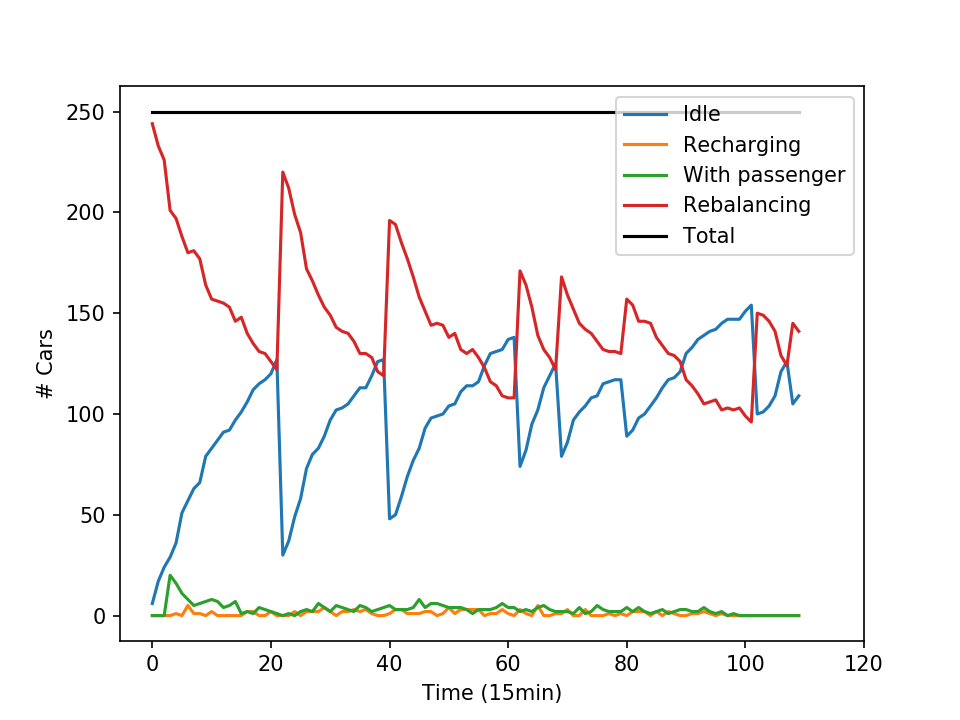 250
200
150
100
50
0
# Cars
Idle
Recharging
With passenger
Rebalancing
Total
0 20 40 60 80 100 120
Time (15min)